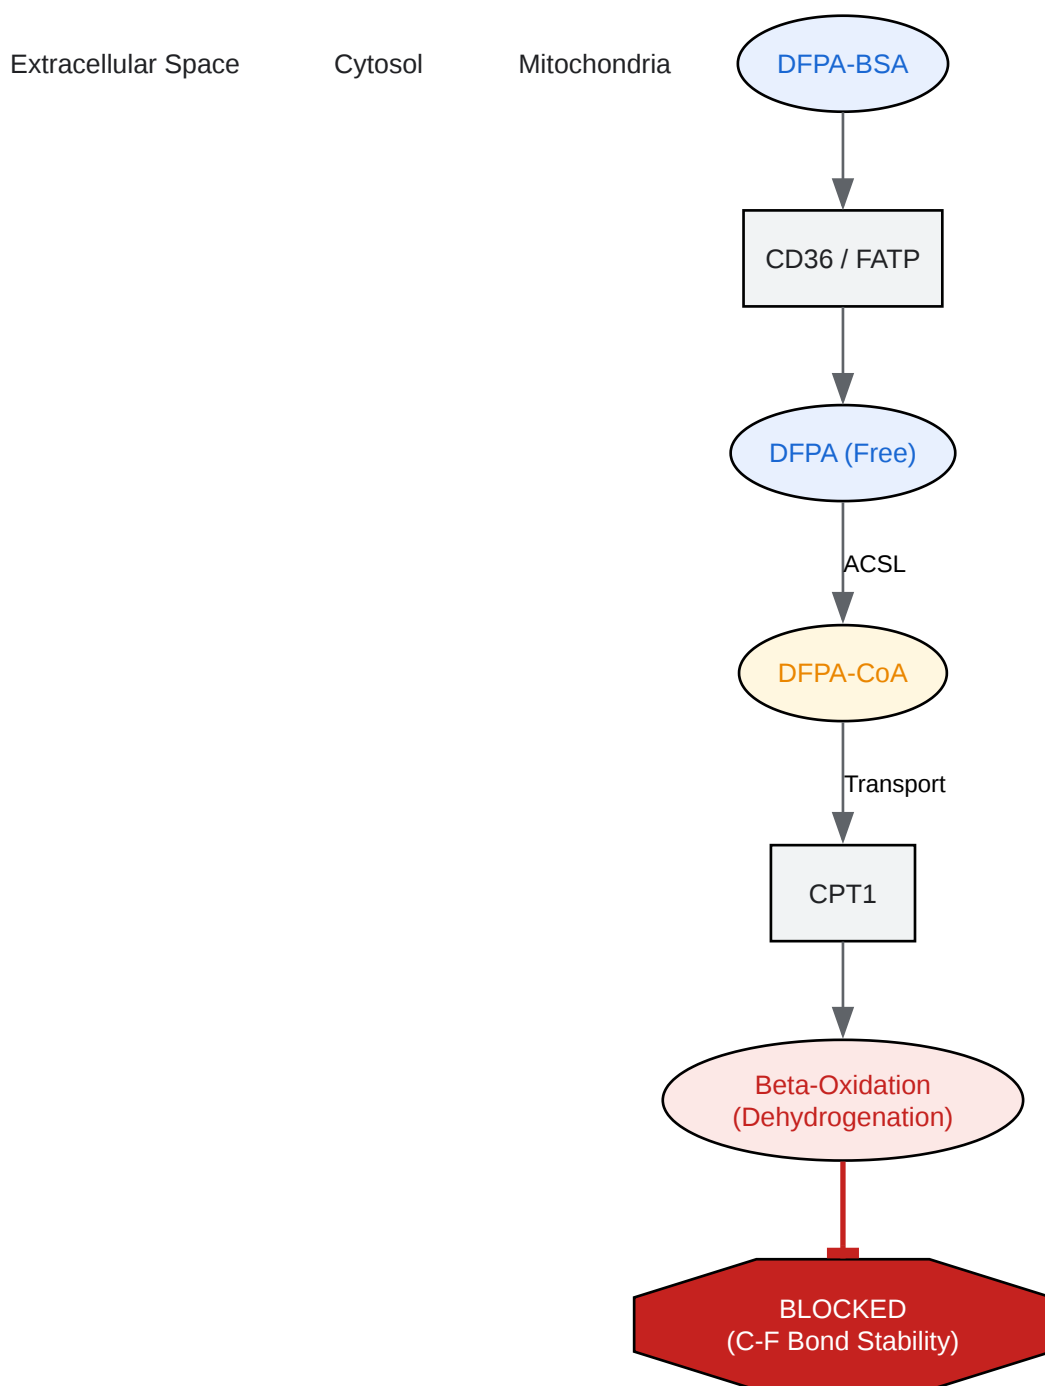 Extracellular Space
Cytosol
Mitochondria
DFPA-BSA
CD36 / FATP
DFPA (Free)
ACSL
DFPA-CoA
Transport
CPT1
Beta-Oxidation
(Dehydrogenation)
BLOCKED
(C-F Bond Stability)